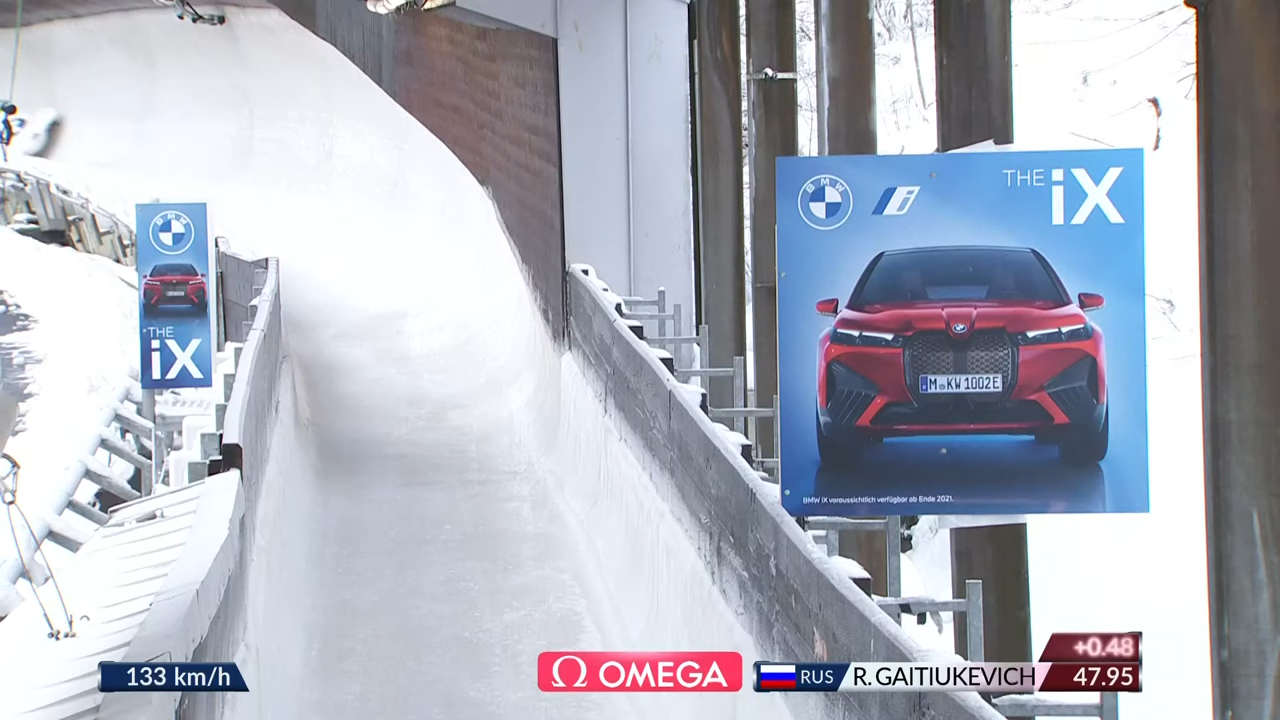 BMW
THE
iX
BMW
i
THE iX
M KW 1002E
BMW iX voraussichtlich verfügbar ab Ende 2021.
133 km/h
Ω OMEGA
RUS
R.GAITIUKEVICH
+0.48
47.95